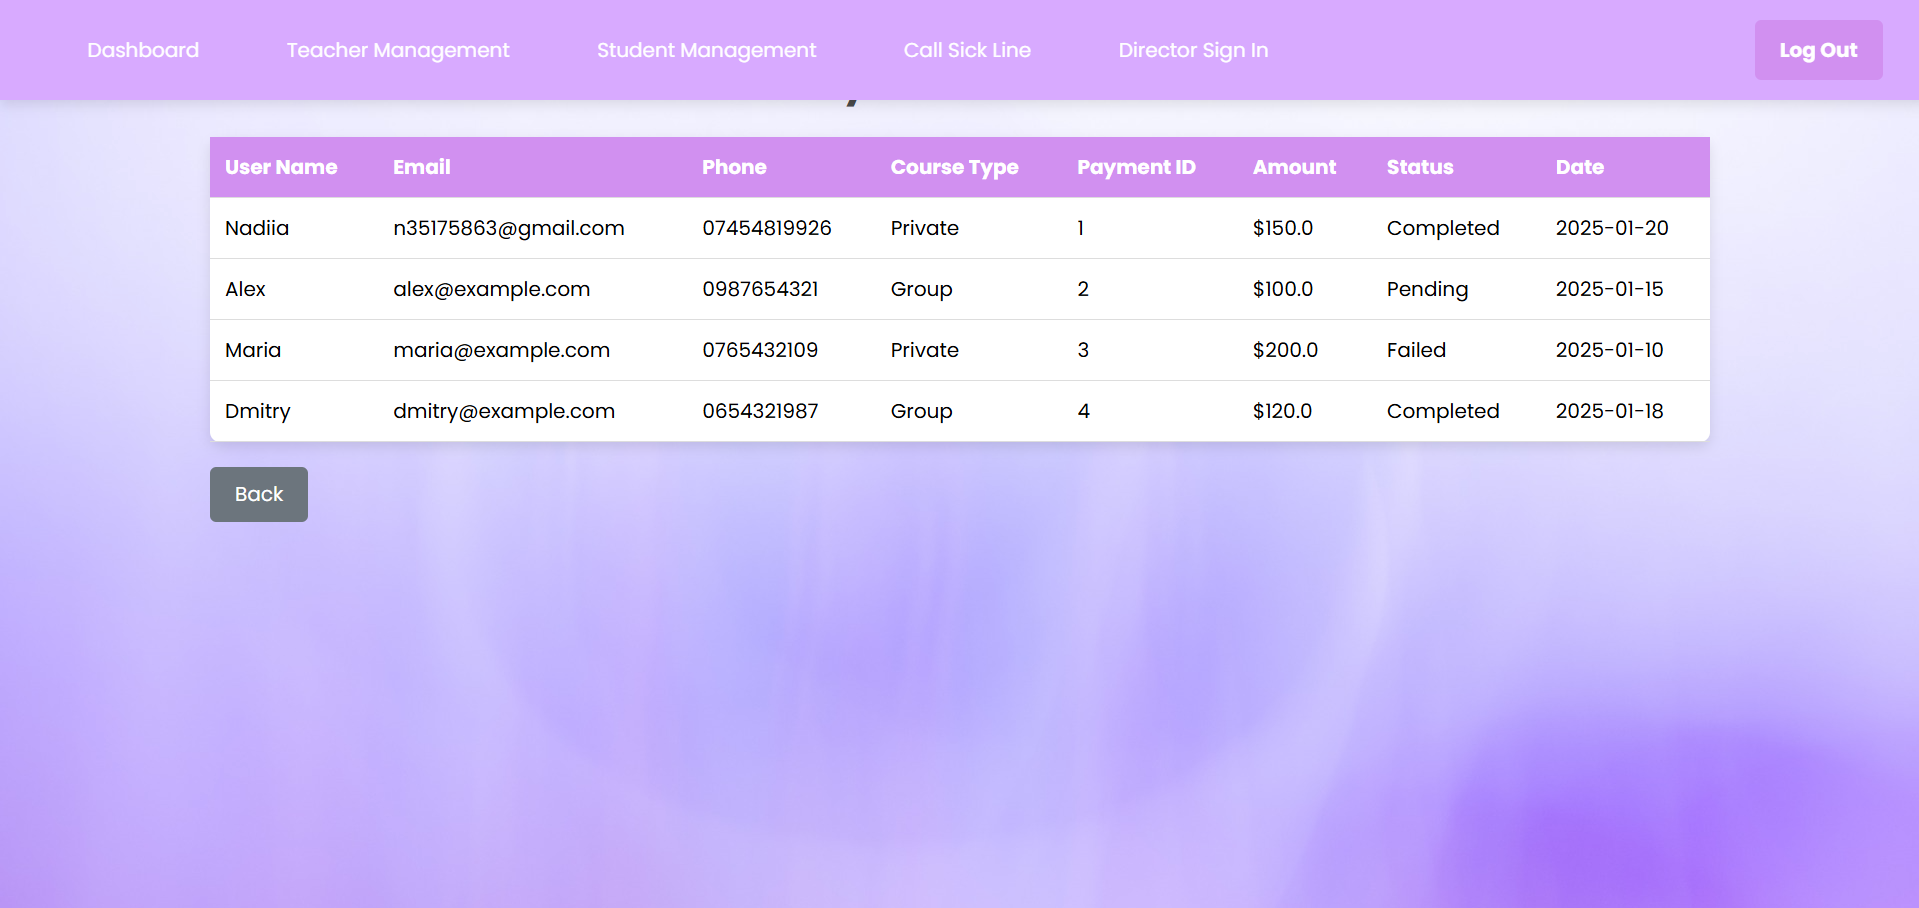 Dashboard Teacher Management Student Management Call Sick Line Director Sign In Log Out
User Name Email Phone Course Type Payment ID Amount Status Date
Nadiia n35175863@gmail.com 07454819926 Private 1 $150.0 Completed 2025-01-20
Alex alex@example.com 0987654321 Group 2 $100.0 Pending 2025-01-15
Maria maria@example.com 0765432109 Private 3 $200.0 Failed 2025-01-10
Dmitry dmitry@example.com 0654321987 Group 4 $120.0 Completed 2025-01-18
Back